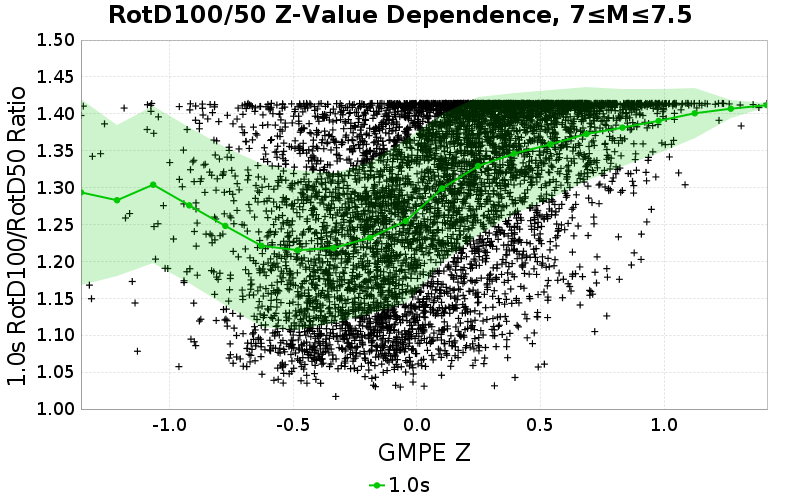 RotD100/50 Z-Value Dependence, 7≤M≤7.5
1.50
1.45
1.40
1.35
1.30
1.25
1.20
1.15
1.10
1.05
1.00
1.0s RotD100/RotD50 Ratio
-1.0 -0.5 0.0 0.5 1.0
GMPE Z
1.0s